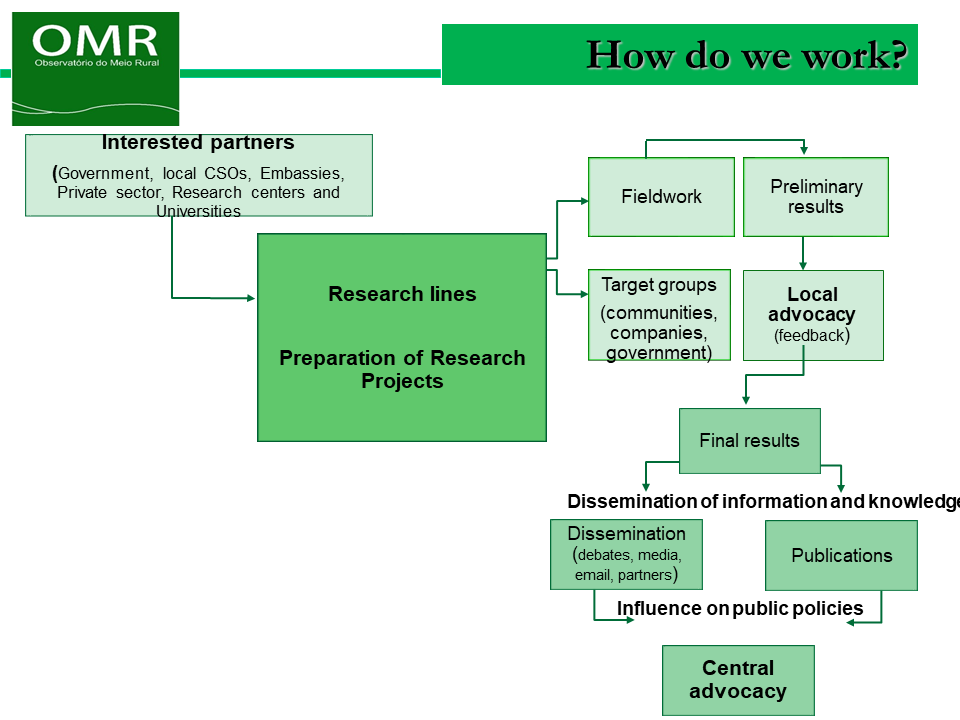 OMR
Observatório do Meio Rural
How do we work?
Interested partners
(Government, local CSOs, Embassies,
Private sector, Research centers and
Universities
Research lines
Preparation of Research
Projects
Fieldwork
Preliminary
results
Target groups
(communities,
companies,
government)
Local
advocacy
(feedback)
Final results
Dissemination of information and knowledge
Dissemination
(debates, media,
email, partners)
Publications
Influence on public policies
Central
advocacy